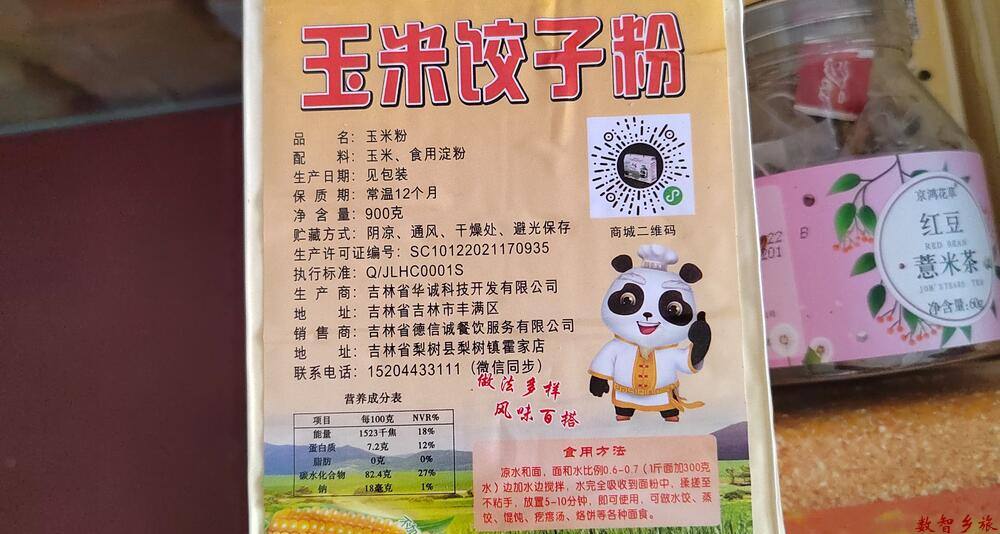 玉米饺子粉
品 名：玉米粉
配 料：玉米、食用淀粉
生产日期：见包装
保 质 期：常温12个月
净 含 量：900克
贮藏方式：阴凉、通风、干燥处、避光保存
生产许可证编号：SC10122021170935
执行标准：Q/JLHC0001S
生 产 商：吉林省华诚科技开发有限公司
地 址：吉林省吉林市丰满区
销 售 商：吉林省德信诚餐饮服务有限公司
地 址：吉林省梨树县梨树镇霍家店
联系电话：15204433111（微信同步）
商城二维码
做法多样
风味百搭
营养成分表
项目 每100克 NVR%
能量 1523千焦 18%
蛋白质 7.2克 12%
脂肪 0克 0%
碳水化合物 82.4克 27%
钠 18毫克 1%
食用方法
凉水和面，面和水比例0.6-0.7（1斤面加300克
水）边加水边搅拌，水完全吸收到面粉中，揉搓至
不粘手，放置5-10分钟，即可使用，可做水饺、蒸
饺、馄饨、疙瘩汤、烙饼等各种面食。
京鸿花草
红豆
RED BEAN
薏米茶
JOB'STEARS TEA
净含量:60g
B
201
数智乡旅